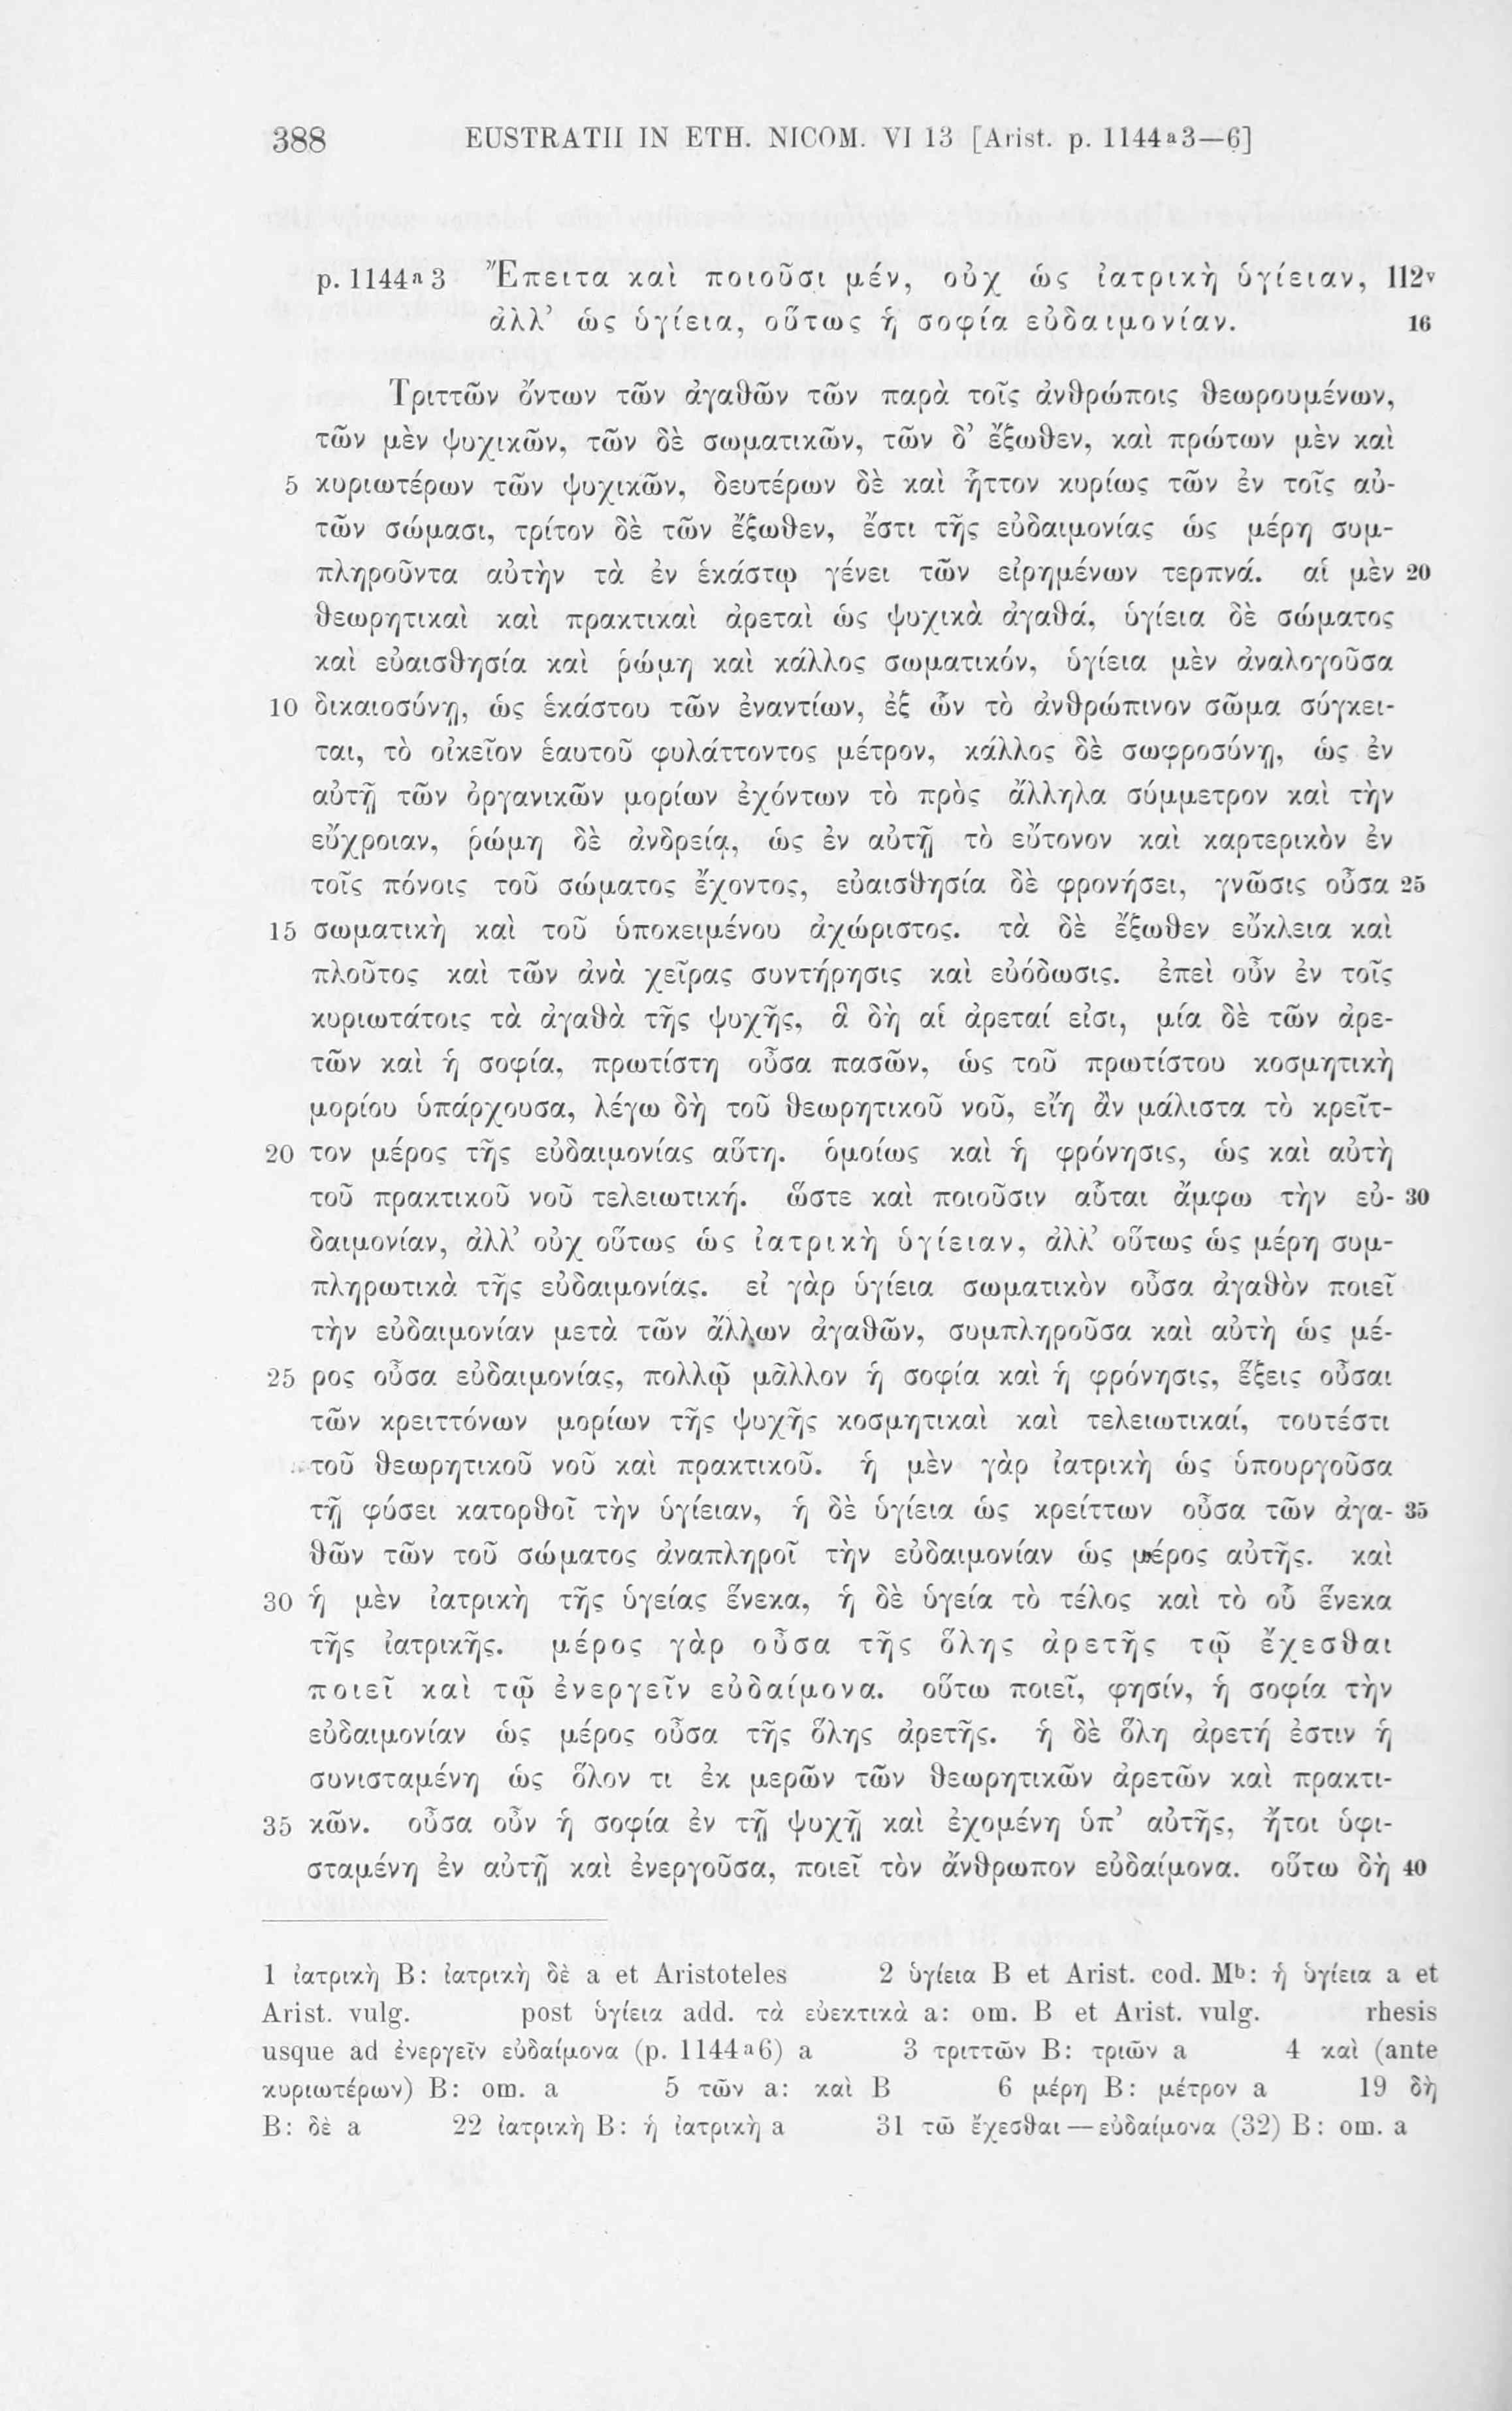 388 EUSTRATII IN ETH. NICOM. VI 13 [Arist. p. 1144a3—6]
p. 1144a 3 Ἔπειτα καὶ ποιοῦσι μέν, οὐχ ὡς ἰατρικὴ ὑγίειαν, 112v
ἀλλ’ ὡς ὑγίεια, οὕτως ἡ σοφία εὐδαιμονίαν. 16
Τριττῶν ὄντων τῶν ἀγαθῶν τῶν παρὰ τοῖς ἀνθρώποις θεωρουμένων,
τῶν μὲν ψυχικῶν, τῶν δὲ σωματικῶν, τῶν δ’ ἔξωθεν, καὶ πρώτων μὲν καὶ
5 κυριωτέρων τῶν ψυχικῶν, δευτέρων δὲ καὶ ἧττον κυρίως τῶν ἐν τοῖς αὐ-
τῶν σώμασι, τρίτον δὲ τῶν ἔξωθεν, ἔστι τῆς εὐδαιμονίας ὡς μέρη συμ-
πληροῦντα αὐτὴν τὰ ἐν ἑκάστῳ γένει τῶν εἰρημένων τερπνά. αἱ μὲν 20
θεωρητικαὶ καὶ πρακτικαὶ ἀρεταὶ ὡς ψυχικὰ ἀγαθά, ὑγίεια δὲ σώματος
καὶ εὐαισθησία καὶ ῥώμη καὶ κάλλος σωματικόν, ὑγίεια μὲν ἀναλογοῦσα
10 δικαιοσύνῃ, ὡς ἑκάστου τῶν ἐναντίων, ἐξ ὧν τὸ ἀνθρώπινον σῶμα σύγκει-
ται, τὸ οἰκεῖον ἑαυτοῦ φυλάττοντος μέτρον, κάλλος δὲ σωφροσύνῃ, ὡς ἐν
αὐτῇ τῶν ὀργανικῶν μορίων ἐχόντων τὸ πρὸς ἄλληλα σύμμετρον καὶ τὴν
εὔχροιαν, ῥώμη δὲ ἀνδρείᾳ, ὡς ἐν αὐτῇ τὸ εὔτονον καὶ καρτερικὸν ἐν
τοῖς πόνοις τοῦ σώματος ἔχοντος, εὐαισθησία δὲ φρονήσει, γνῶσις οὖσα 25
15 σωματικὴ καὶ τοῦ ὑποκειμένου ἀχώριστος. τὰ δὲ ἔξωθεν εὔκλεια καὶ
πλοῦτος καὶ τῶν ἀνὰ χεῖρας συντήρησις καὶ εὐόδωσις. ἐπεὶ οὖν ἐν τοῖς
κυριωτάτοις τὰ ἀγαθὰ τῆς ψυχῆς, ἃ δὴ αἱ ἀρεταί εἰσι, μία δὲ τῶν ἀρε-
τῶν καὶ ἡ σοφία, πρωτίστη οὖσα πασῶν, ὡς τοῦ πρωτίστου κοσμητικὴ
μορίου ὑπάρχουσα, λέγω δὴ τοῦ θεωρητικοῦ νοῦ, εἴη ἂν μάλιστα τὸ κρεῖτ-
20 τον μέρος τῆς εὐδαιμονίας αὕτη. ὁμοίως καὶ ἡ φρόνησις, ὡς καὶ αὐτὴ
τοῦ πρακτικοῦ νοῦ τελειωτική. ὥστε καὶ ποιοῦσιν αὗται ἄμφω τὴν εὐ- 30
δαιμονίαν, ἀλλ’ οὐχ οὕτως ὡς ἰατρικὴ ὑγίειαν, ἀλλ’ οὕτως ὡς μέρη συμ-
πληρωτικὰ τῆς εὐδαιμονίας. εἰ γὰρ ὑγίεια σωματικὸν οὖσα ἀγαθὸν ποιεῖ
τὴν εὐδαιμονίαν μετὰ τῶν ἄλλων ἀγαθῶν, συμπληροῦσα καὶ αὐτὴ ὡς μέ-
25 ρος οὖσα εὐδαιμονίας, πολλῷ μᾶλλον ἡ σοφία καὶ ἡ φρόνησις, ἕξεις οὖσαι
τῶν κρειττόνων μορίων τῆς ψυχῆς κοσμητικαὶ καὶ τελειωτικαί, τουτέστι
τοῦ θεωρητικοῦ νοῦ καὶ πρακτικοῦ. ἡ μὲν γὰρ ἰατρικὴ ὡς ὑπουργοῦσα
τῇ φύσει κατορθοῖ τὴν ὑγίειαν, ἡ δὲ ὑγίεια ὡς κρείττων οὖσα τῶν ἀγα- 35
θῶν τῶν τοῦ σώματος ἀναπληροῖ τὴν εὐδαιμονίαν ὡς μέρος αὐτῆς. καὶ
30 ἡ μὲν ἰατρικὴ τῆς ὑγείας ἕνεκα, ἡ δὲ ὑγεία τὸ τέλος καὶ τὸ οὗ ἕνεκα
τῆς ἰατρικῆς. μέρος γὰρ οὖσα τῆς ὅλης ἀρετῆς τῷ ἔχεσθαι
ποιεῖ καὶ τῷ ἐνεργεῖν εὐδαίμονα. οὕτω ποιεῖ, φησίν, ἡ σοφία τὴν
εὐδαιμονίαν ὡς μέρος οὖσα τῆς ὅλης ἀρετῆς. ἡ δὲ ὅλη ἀρετή ἐστιν ἡ
συνισταμένη ὡς ὅλον τι ἐκ μερῶν τῶν θεωρητικῶν ἀρετῶν καὶ πρακτι-
35 κῶν. οὖσα οὖν ἡ σοφία ἐν τῇ ψυχῇ καὶ ἐχομένη ὑπ’ αὐτῆς, ἤτοι ὑφι-
σταμένη ἐν αὐτῇ καὶ ἐνεργοῦσα, ποιεῖ τὸν ἄνθρωπον εὐδαίμονα. οὕτω δὴ 40
1 ἰατρικὴ B: ἰατρικὴ δὲ a et Aristoteles 2 ὑγίεια B et Arist. cod. Mb: ἡ ὑγίεια a et
Arist. vulg. post ὑγίεια add. τὰ εὐεκτικὰ a: om. B et Arist. vulg. rhesis
usque ad ἐνεργεῖν εὐδαίμονα (p. 1144a6) a 3 τριττῶν B: τριῶν a 4 καὶ (ante
κυριωτέρων) B: om. a 5 τῶν a: καὶ B 6 μέρη B: μέτρον a 19 δὴ
B: δὲ a 22 ἰατρικὴ B: ἡ ἰατρικὴ a 31 τῶ ἔχεσθαι — εὐδαίμονα (32) B: om. a